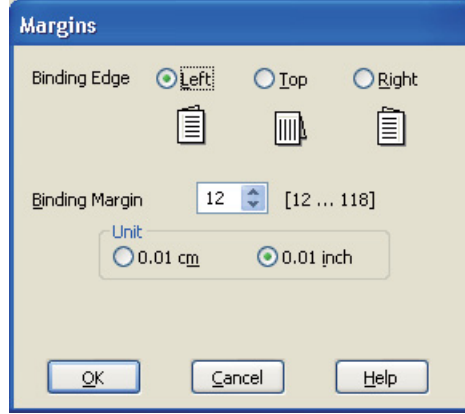 Margins
Binding Edge Left Top Right
Binding Margin 12 [12 ... 118]
Unit
0.01 cm 0.01 inch
OK Cancel Help